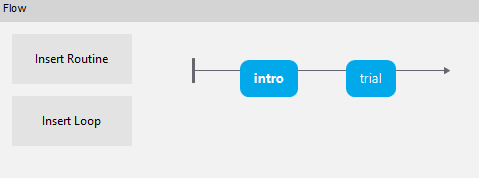 Flow
Insert Routine
intro
trial
Insert Loop